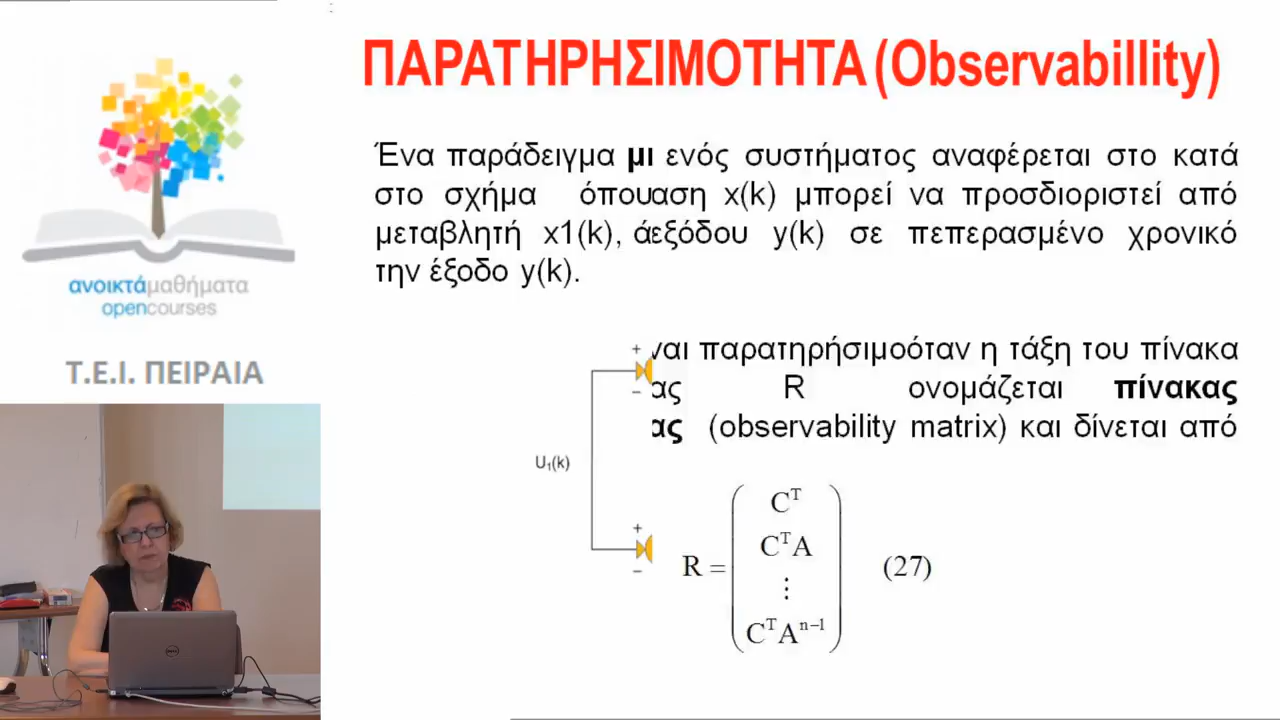 ΠΑΡΑΤΗΡΗΣΙΜΟΤΗΤΑ (Observabillity)
Ένα παράδειγμα μι ενός συστήματος αναφέρεται στο κατά
στο σχήμα όπουαση x(k) μπορεί να προσδιοριστεί από
μεταβλητή x1(k), άεξόδου y(k) σε πεπερασμένο χρονικό
την έξοδο y(k).
ναι παρατηρήσιμοόταν η τάξη του πίνακα
ας R ονομάζεται πίνακας
ας (observability matrix) και δίνεται από
+
−
U₁(k)
+
−
R = ( Cᵀ
CᵀA
⋮
CᵀAⁿ⁻¹ ) (27)
ανοικτάμαθήματα
opencourses
Τ.Ε.Ι. ΠΕΙΡΑΙΑ
DELL